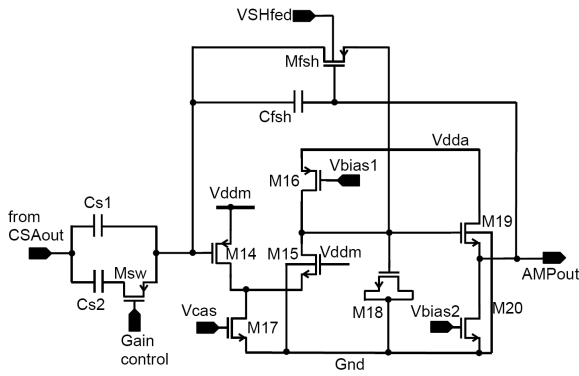 VSHfed
Mfsh
Cfsh
Vdda
M16
Vbias1
Cs1
Vddm
from
CSAout
M14
M15
Vddm
M19
Msw
AMPout
Cs2
Vcas
M17
M18
Vbias2
M20
Gain
control
Gnd